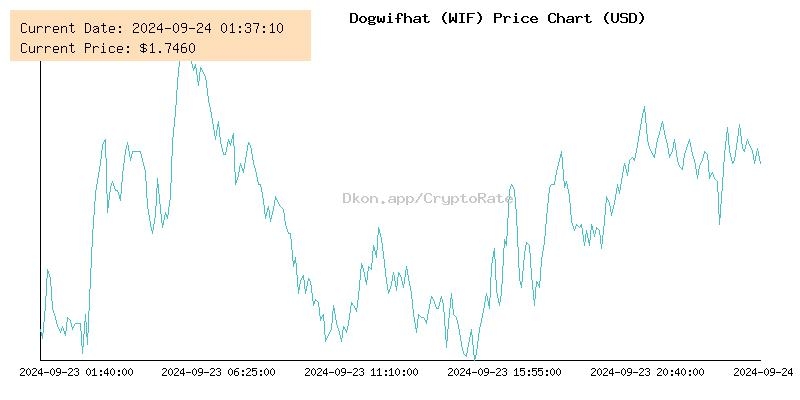 Dogwifhat (WIF) Price Chart (USD)
Current Date: 2024-09-24 01:37:10
Current Price: $1.7460
Dkon.app/CryptoRate
2024-09-23 01:40:00 2024-09-23 06:25:00 2024-09-23 11:10:00 2024-09-23 15:55:00 2024-09-23 20:40:00 2024-09-24